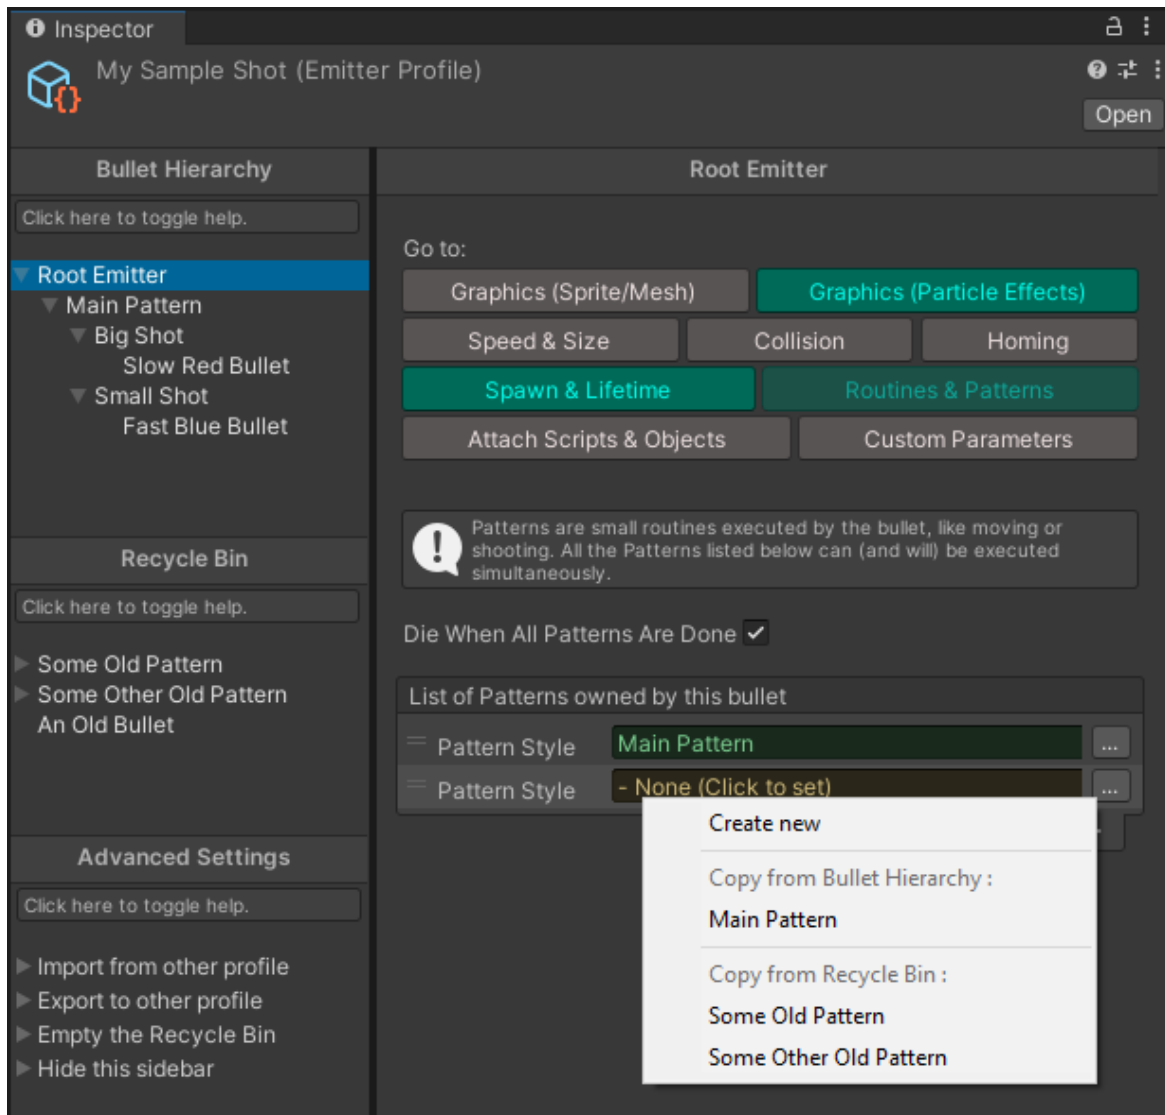 Inspector
My Sample Shot (Emitter Profile)
Open
Bullet Hierarchy
Click here to toggle help.
Root Emitter
Main Pattern
Big Shot
Slow Red Bullet
Small Shot
Fast Blue Bullet
Recycle Bin
Click here to toggle help.
Some Old Pattern
Some Other Old Pattern
An Old Bullet
Advanced Settings
Click here to toggle help.
Import from other profile
Export to other profile
Empty the Recycle Bin
Hide this sidebar
Root Emitter
Go to:
Graphics (Sprite/Mesh) Graphics (Particle Effects)
Speed & Size Collision Homing
Spawn & Lifetime Routines & Patterns
Attach Scripts & Objects Custom Parameters
Patterns are small routines executed by the bullet, like moving or
shooting. All the Patterns listed below can (and will) be executed
simultaneously.
Die When All Patterns Are Done
List of Patterns owned by this bullet
Pattern Style Main Pattern ...
Pattern Style - None (Click to set) ...
Create new
Copy from Bullet Hierarchy :
Main Pattern
Copy from Recycle Bin :
Some Old Pattern
Some Other Old Pattern